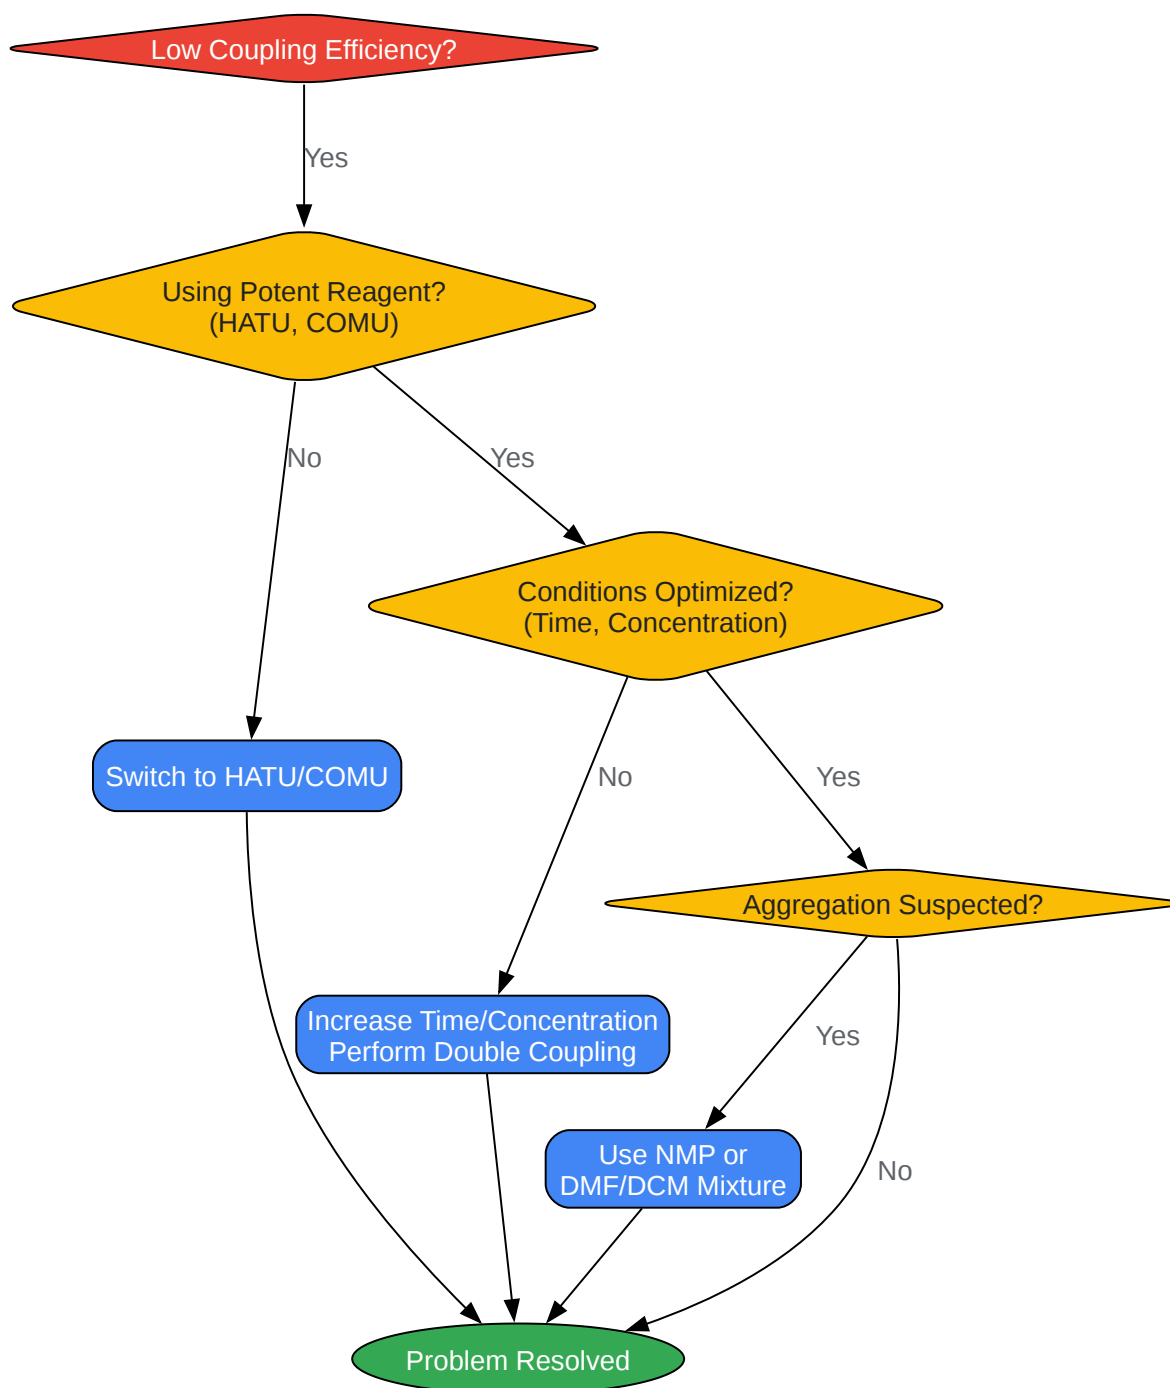 Low Coupling Efficiency?
Yes
Using Potent Reagent?
(HATU, COMU)
No
Yes
Conditions Optimized?
(Time, Concentration)
Switch to HATU/COMU
No
Yes
Aggregation Suspected?
Increase Time/Concentration
Perform Double Coupling
Yes
Use NMP or
DMF/DCM Mixture
No
Problem Resolved